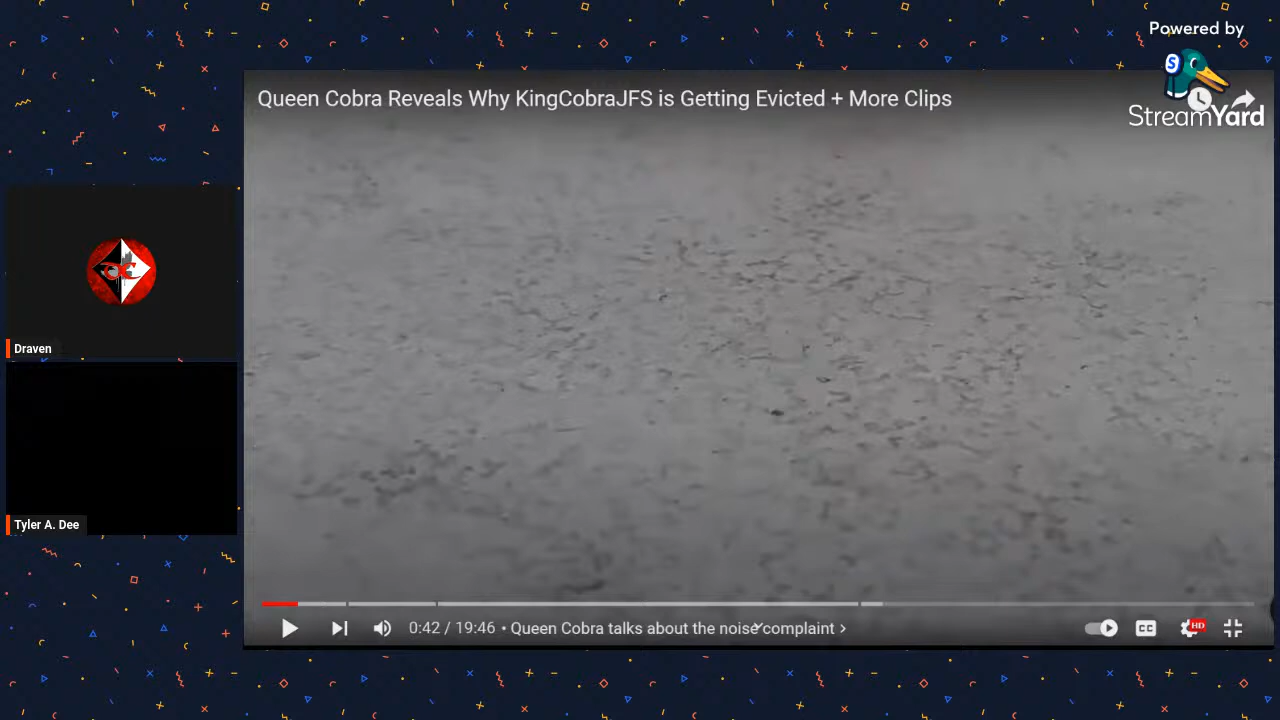 Powered by
S
StreamYard
Queen Cobra Reveals Why KingCobraJFS is Getting Evicted + More Clips
Draven
Tyler A. Dee
0:42 / 19:46 • Queen Cobra talks about the noise complaint ›
CC
HD